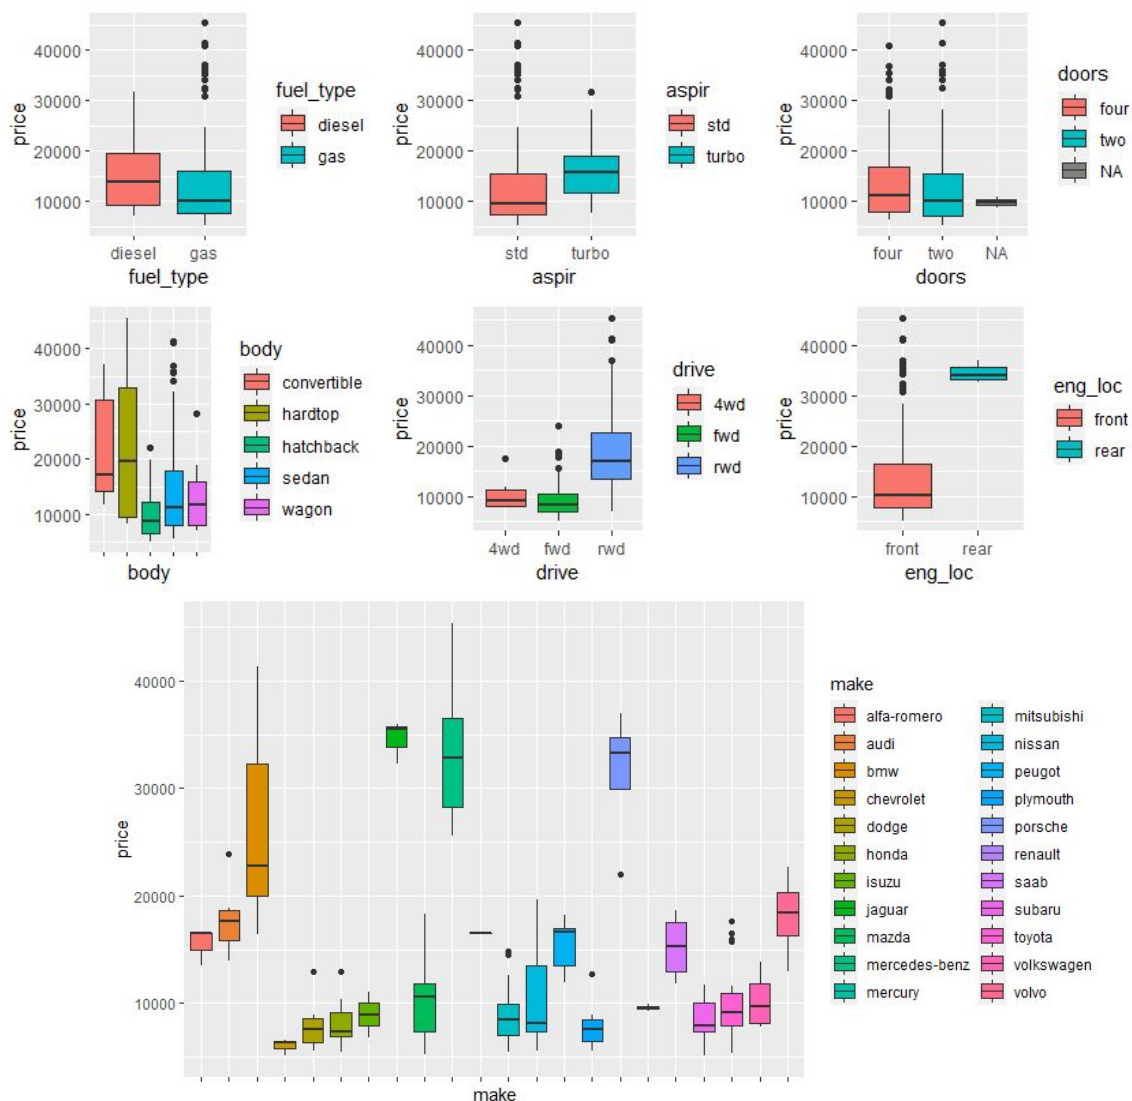 price
40000
30000
20000
10000
diesel
gas
fuel_type
fuel_type
diesel
gas
price
40000
30000
20000
10000
std
turbo
aspir
aspir
std
turbo
price
40000
30000
20000
10000
four
two
NA
doors
doors
four
two
NA
price
40000
30000
20000
10000
body
body
convertible
hardtop
hatchback
sedan
wagon
price
40000
30000
20000
10000
4wd
fwd
rwd
drive
drive
4wd
fwd
rwd
price
40000
30000
20000
10000
front
rear
eng_loc
eng_loc
front
rear
price
40000
30000
20000
10000
make
make
alfa-romero
audi
bmw
chevrolet
dodge
honda
isuzu
jaguar
mazda
mercedes-benz
mercury
mitsubishi
nissan
peugot
plymouth
porsche
renault
saab
subaru
toyota
volkswagen
volvo